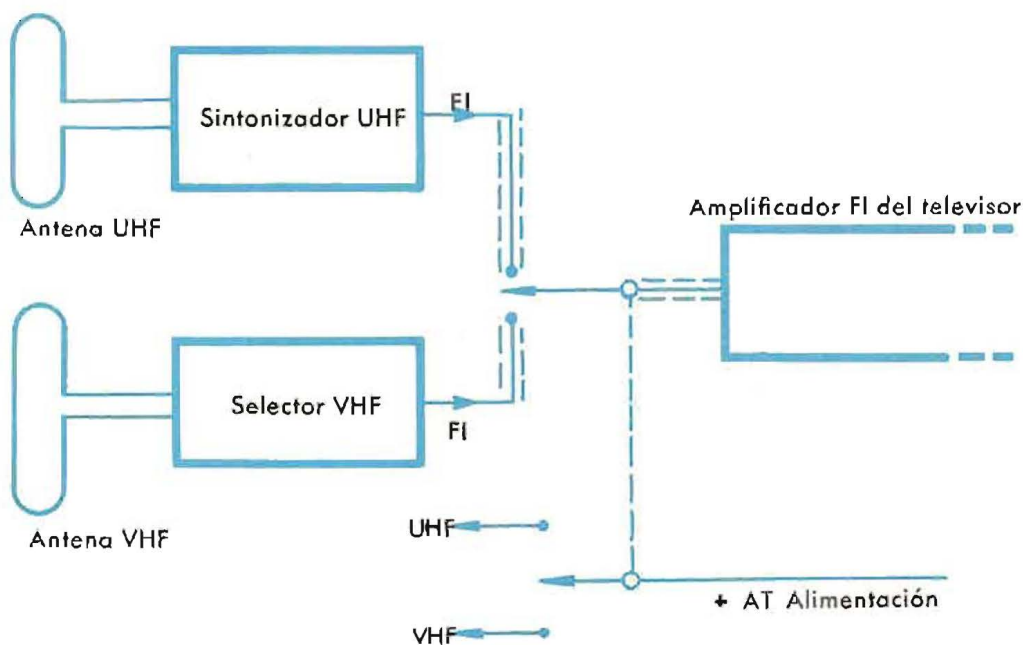 Sintonizador UHF
FI
Antena UHF
Amplificador FI del televisor
Selector VHF
FI
Antena VHF
UHF
+ AT Alimentación
VHF